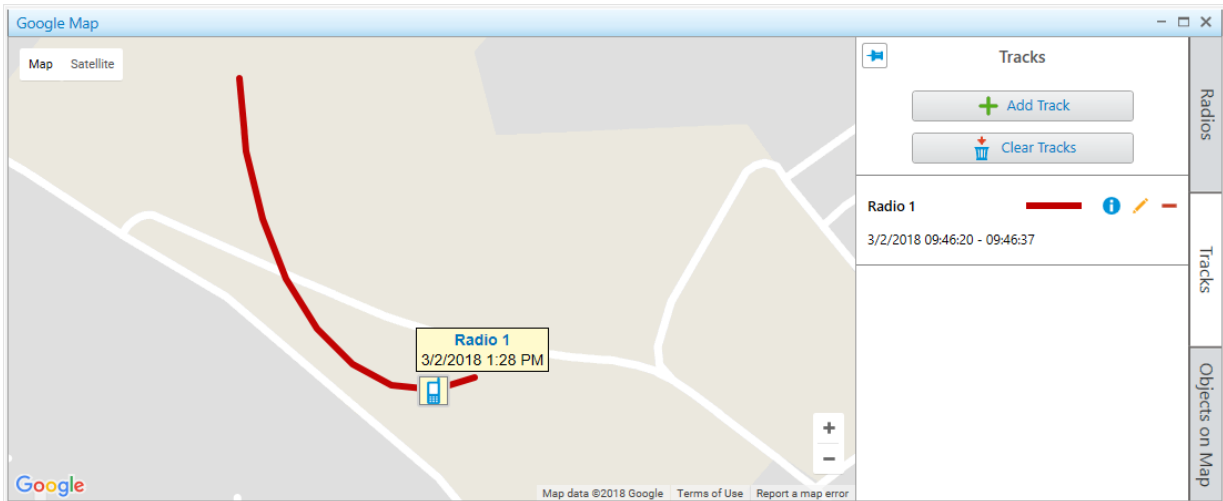 Google Map
Map Satellite
Radio 1
3/2/2018 1:28 PM
Google
Map data ©2018 Google Terms of Use Report a map error
Tracks
Add Track
Clear Tracks
Radio 1
3/2/2018 09:46:20 - 09:46:37
Radios
Tracks
Objects on Map